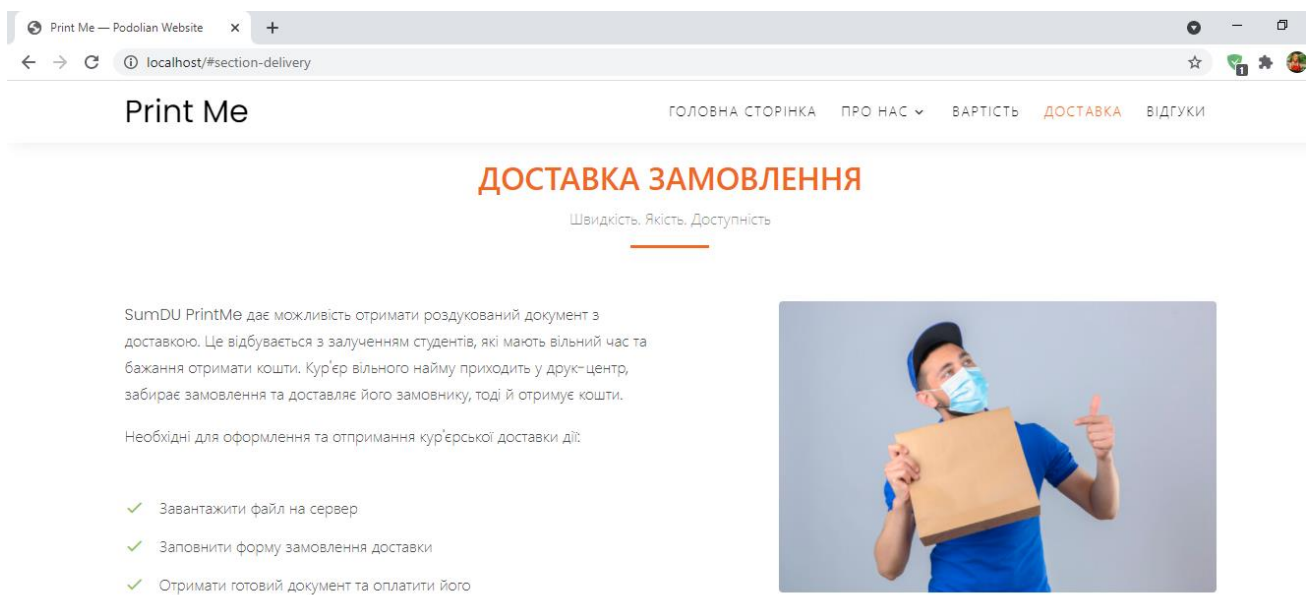 Print Me — Podolian Website
localhost/#section-delivery
1
Print Me
ГОЛОВНА СТОРІНКА ПРО НАС ВАРТІСТЬ ДОСТАВКА ВІДГУКИ
ДОСТАВКА ЗАМОВЛЕННЯ
Швидкість. Якість. Доступність
SumDU PrintMe дає можливість отримати роздукований документ з
доставкою. Це відбувається з залученням студентів, які мають вільний час та
бажання отримати кошти. Кур'єр вільного найму приходить у друк-центр,
забирає замовлення та доставляє його замовнику, тоді й отримує кошти.
Необхідні для оформлення та отпримання кур'єрської доставки дії:
Завантажити файл на сервер
Заповнити форму замовлення доставки
Отримати готовий документ та оплатити його